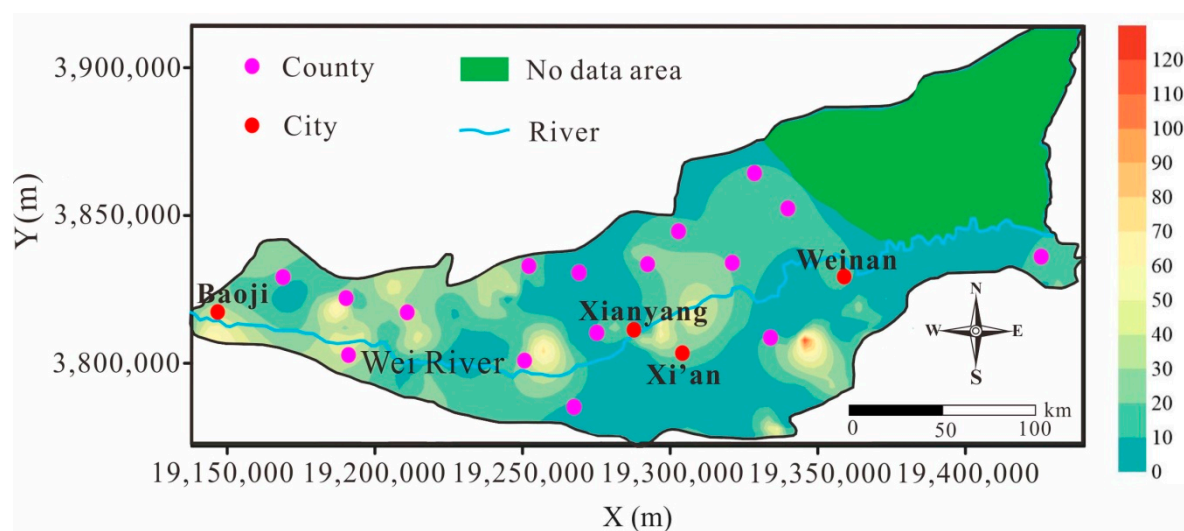 County
No data area
City
River
3,900,000
3,850,000
3,800,000
Y(m)
Baoji
Wei River
Xianyang
Xi’an
Weinan
N
W E
S
km
0 50 100
19,150,000 19,200,000 19,250,000 19,300,000 19,350,000 19,400,000
X (m)
120
110
100
90
80
70
60
50
40
30
20
10
0